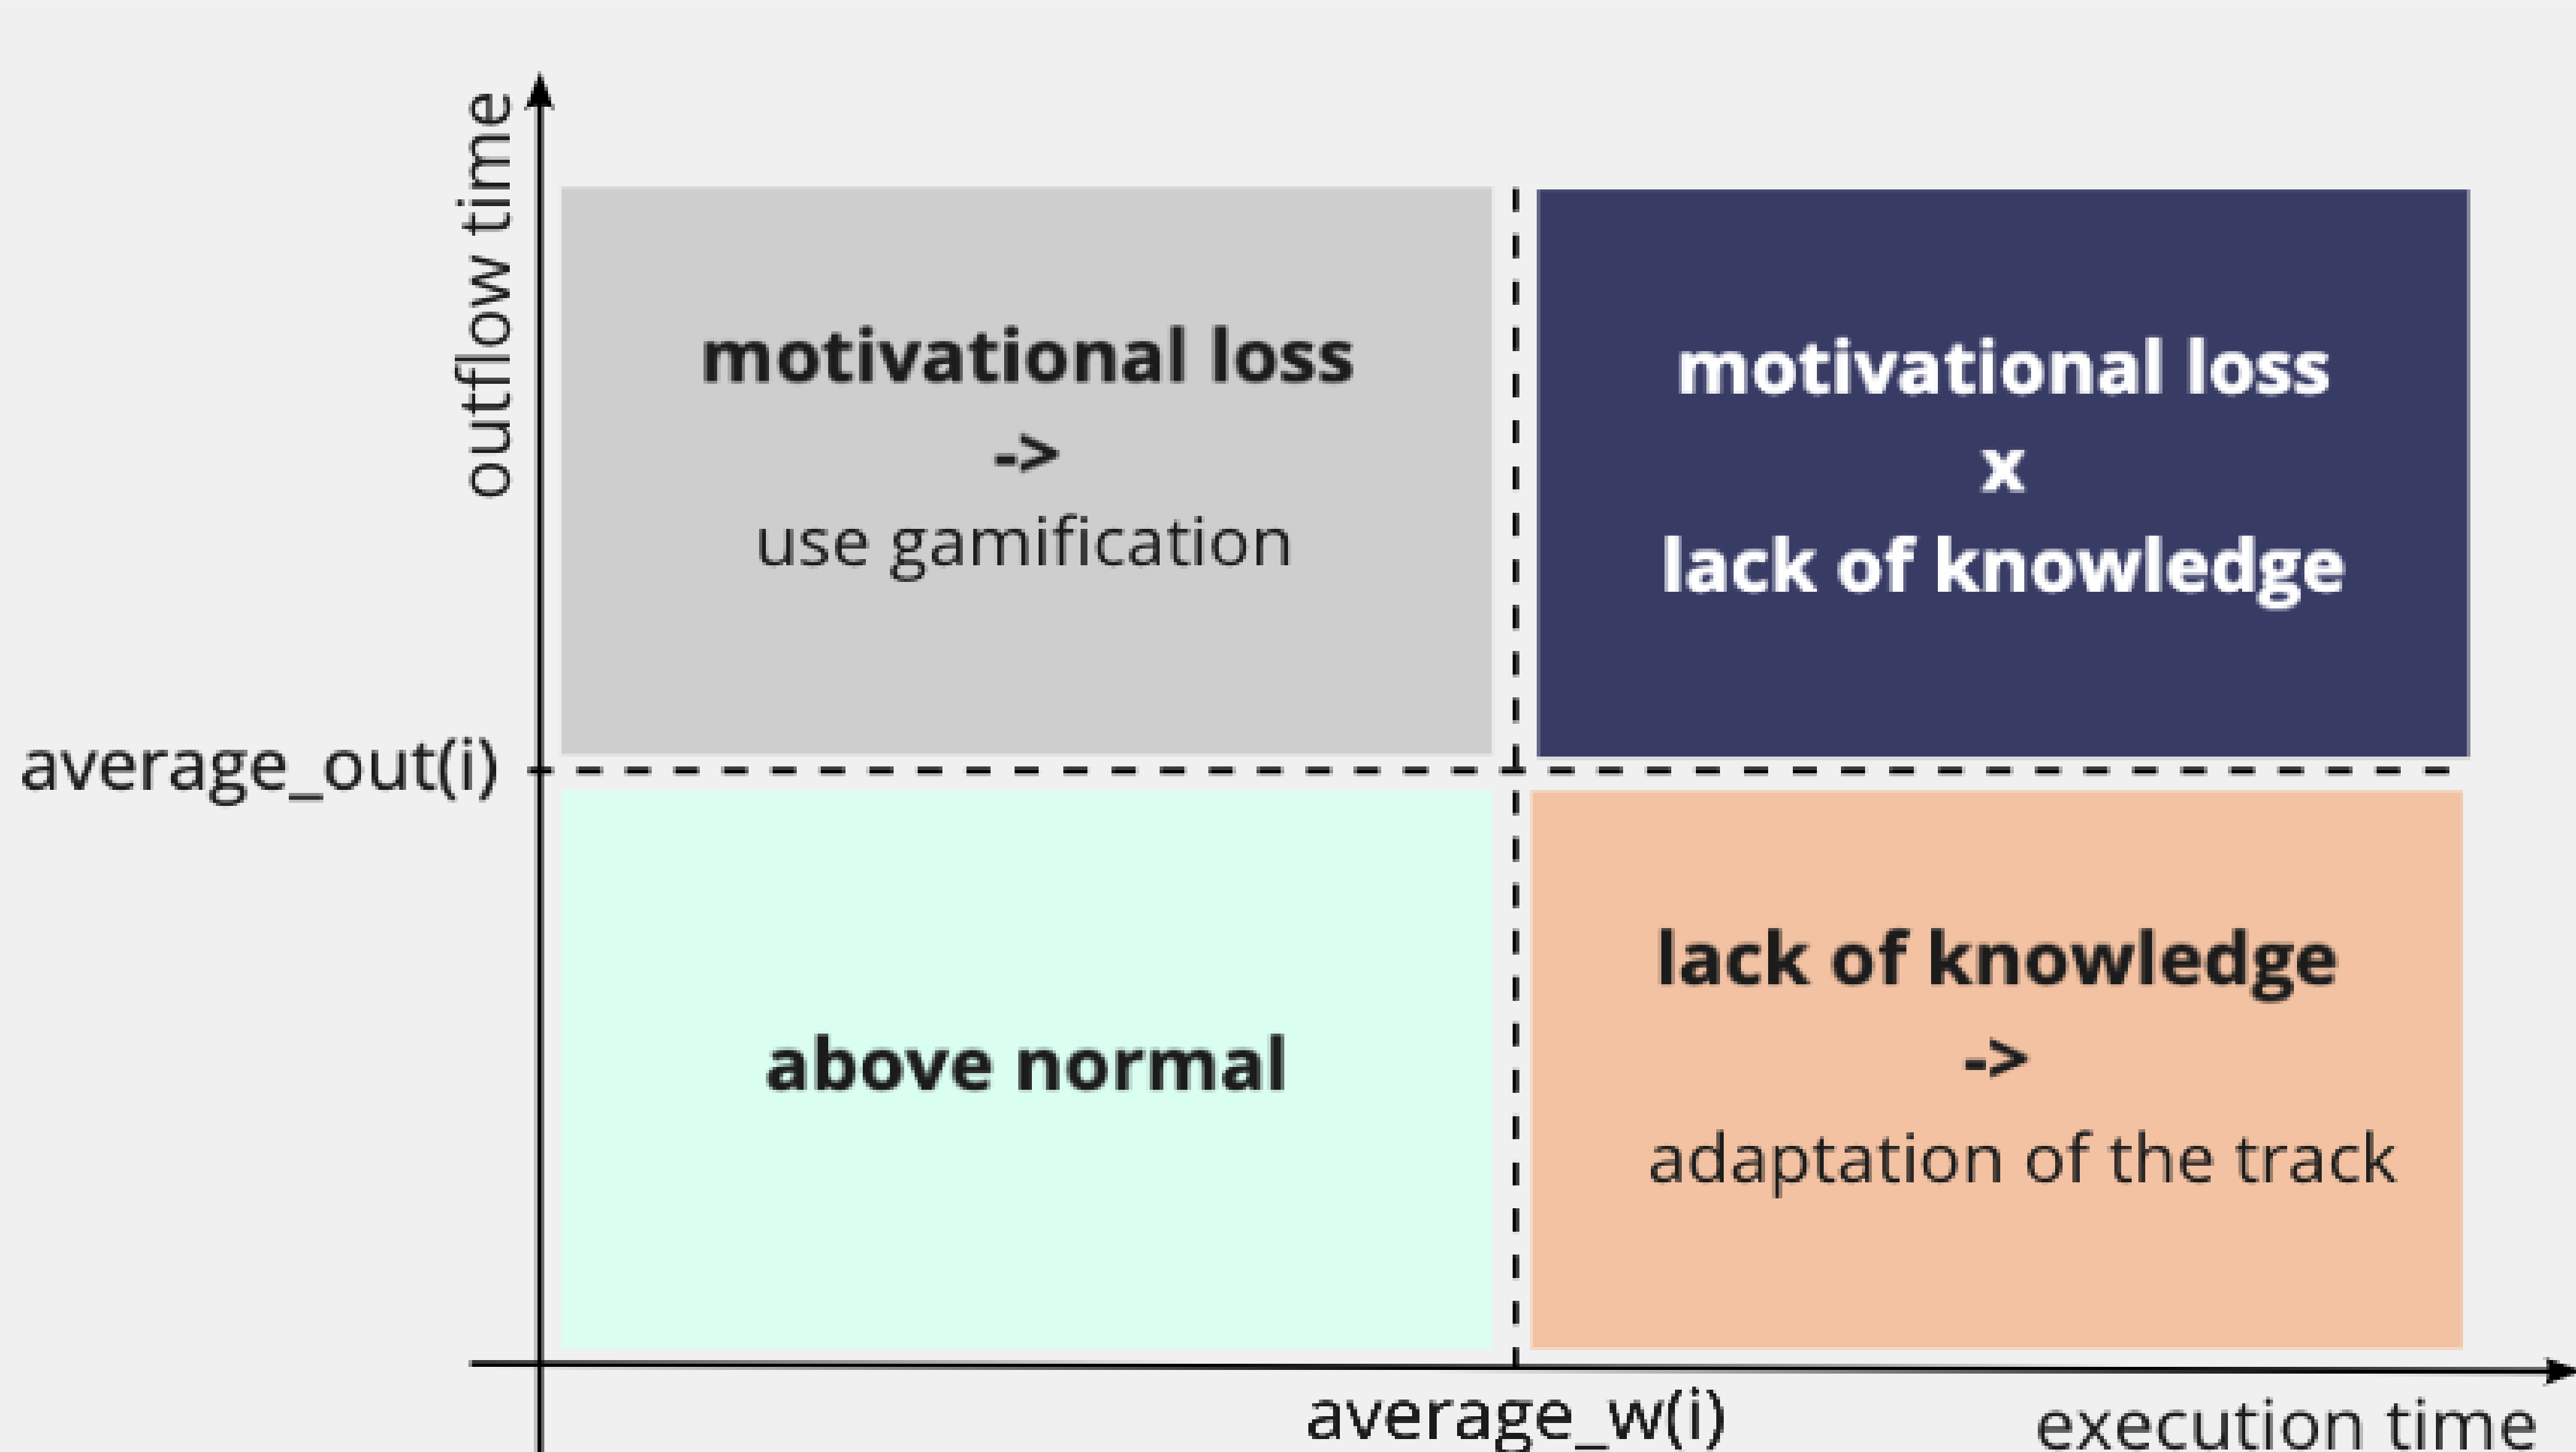 outflow time
motivational loss
->
use gamification
motivational loss
x
lack of knowledge
average_out(i)
above normal
lack of knowledge
->
adaptation of the track
average_w(i)
execution time